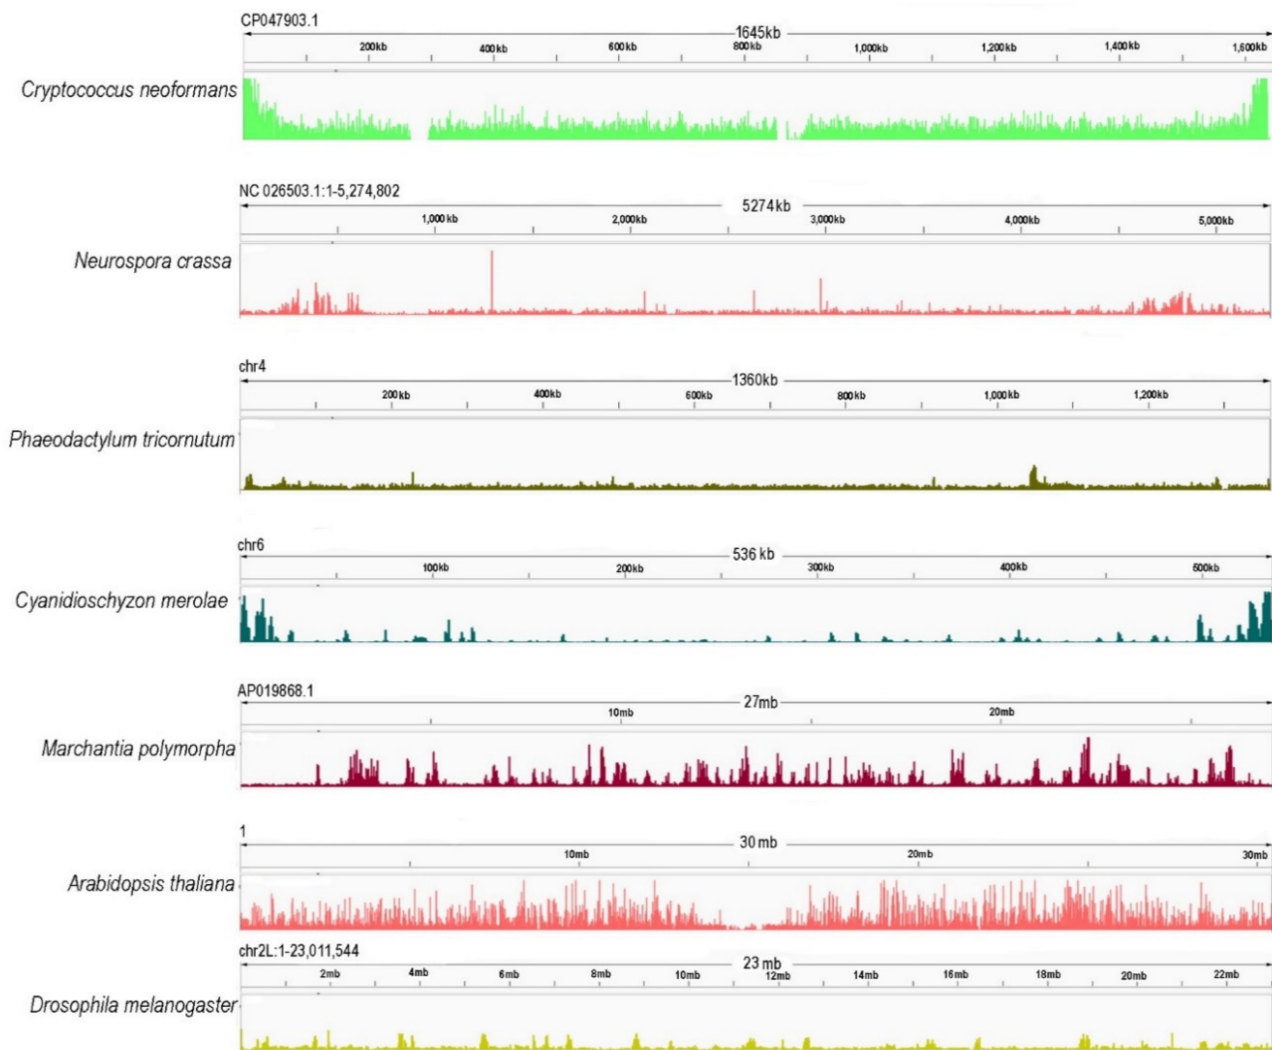 CP047903.1
1645kb
200kb 400kb 600kb 800kb 1,000kb 1,200kb 1,400kb 1,600kb
Cryptococcus neoformans
NC 026503.1:1-5,274,802
5274kb
1,000kb 2,000kb 3,000kb 4,000kb 5,000kb
Neurospora crassa
chr4
1360kb
200kb 400kb 600kb 800kb 1,000kb 1,200kb
Phaeodactylum tricornutum
chr6
536 kb
100kb 200kb 300kb 400kb 500kb
Cyanidioschyzon merolae
AP019868.1
27mb
10mb 20mb
Marchantia polymorpha
1
30 mb
10mb 20mb 30mb
Arabidopsis thaliana
chr2L:1-23,011,544
23 mb
2mb 4mb 6mb 8mb 10mb 12mb 14mb 16mb 18mb 20mb 22mb
Drosophila melanogaster